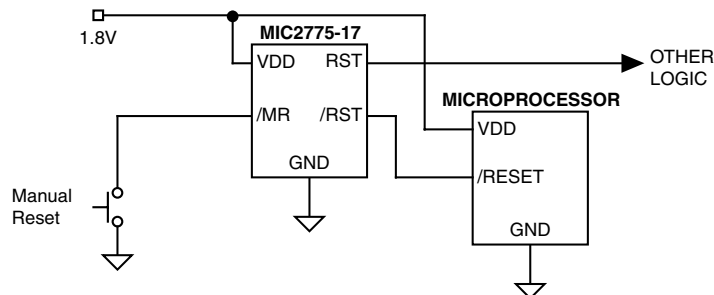 1.8V
MIC2775-17
VDD
RST
OTHER
LOGIC
MICROPROCESSOR
/MR
/RST
VDD
GND
/RESET
Manual
Reset
GND